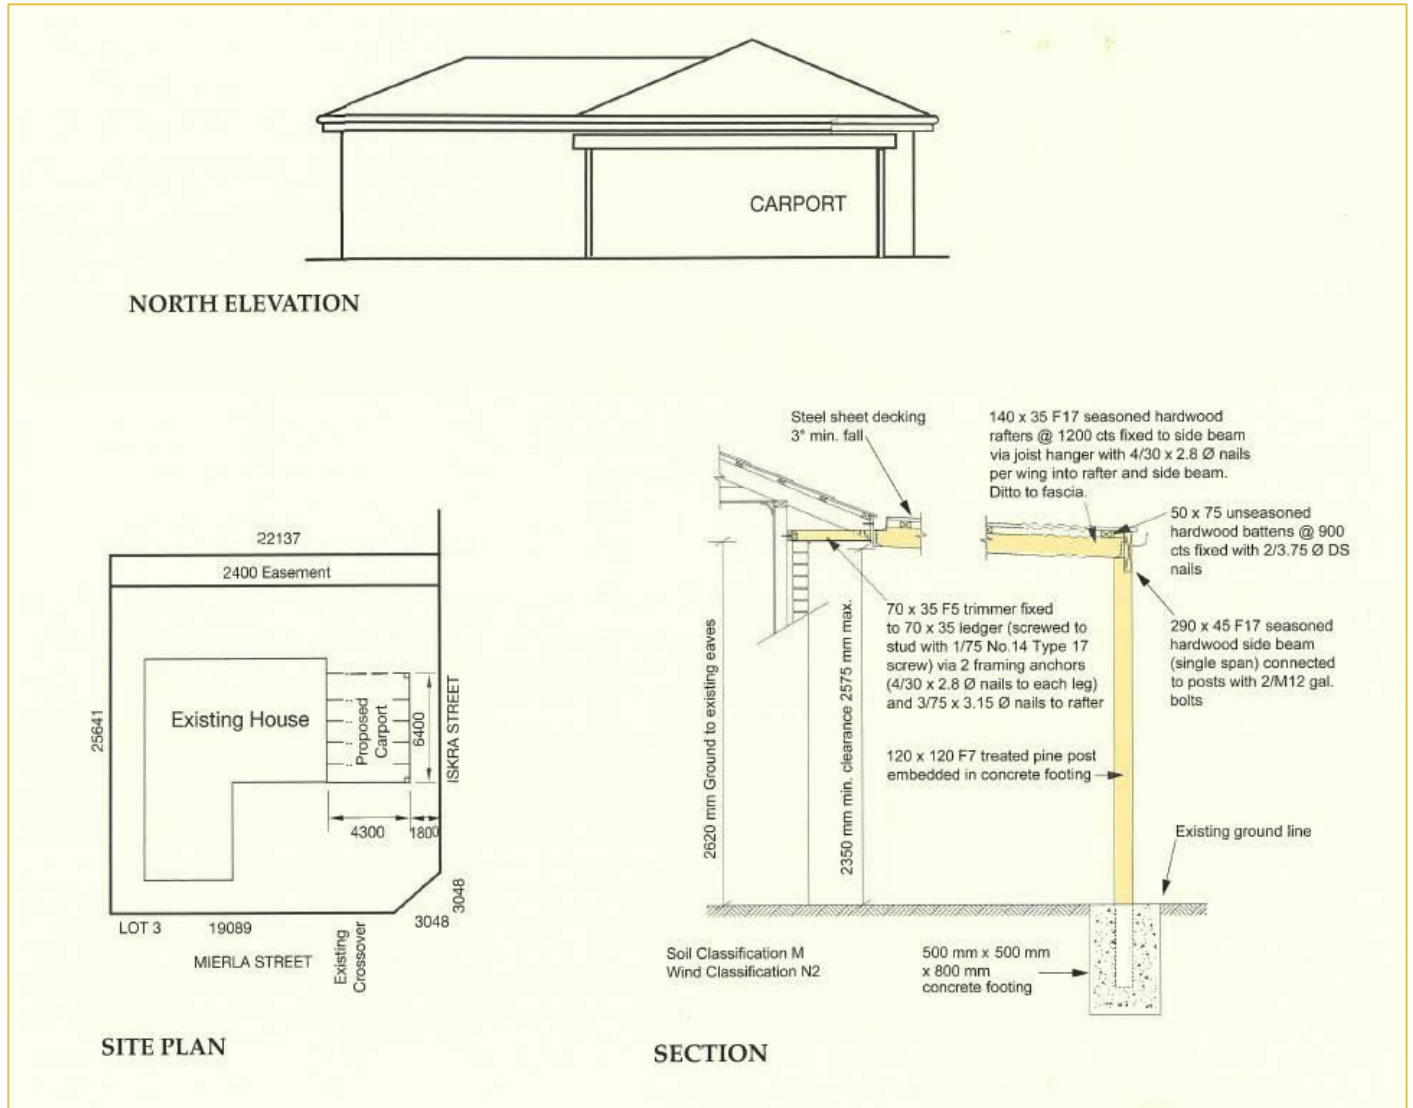 CARPORT
NORTH ELEVATION
22137
2400 Easement
25641
Existing House
Proposed
Carport
6400
ISKRA STREET
4300
1800
3048
3048
LOT 3
19089
MIERLA STREET
Existing
Crossover
SITE PLAN
Steel sheet decking
3° min. fall
140 x 35 F17 seasoned hardwood
rafters @ 1200 cts fixed to side beam
via joist hanger with 4/30 x 2.8 Ø nails
per wing into rafter and side beam.
Ditto to fascia.
50 x 75 unseasoned
hardwood battens @ 900
cts fixed with 2/3.75 Ø DS
nails
2620 mm Ground to existing eaves
2350 mm min. clearance 2575 mm max.
70 x 35 F5 trimmer fixed
to 70 x 35 ledger (screwed to
stud with 1/75 No.14 Type 17
screw) via 2 framing anchors
(4/30 x 2.8 Ø nails to each leg)
and 3/75 x 3.15 Ø nails to rafter
290 x 45 F17 seasoned
hardwood side beam
(single span) connected
to posts with 2/M12 gal.
bolts
120 x 120 F7 treated pine post
embedded in concrete footing
Existing ground line
Soil Classification M
Wind Classification N2
500 mm x 500 mm
x 800 mm
concrete footing
SECTION